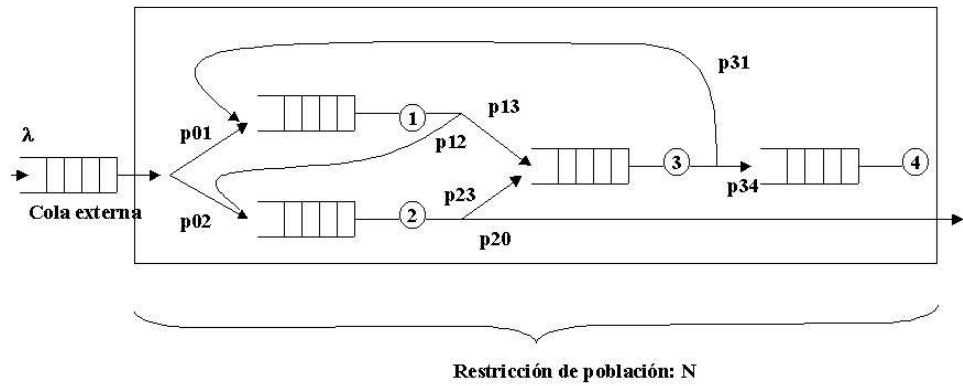 p31
λ
p01
1
p13
p12
3
4
p34
Cola externa
p02
2
p23
p20
Restricción de población: N